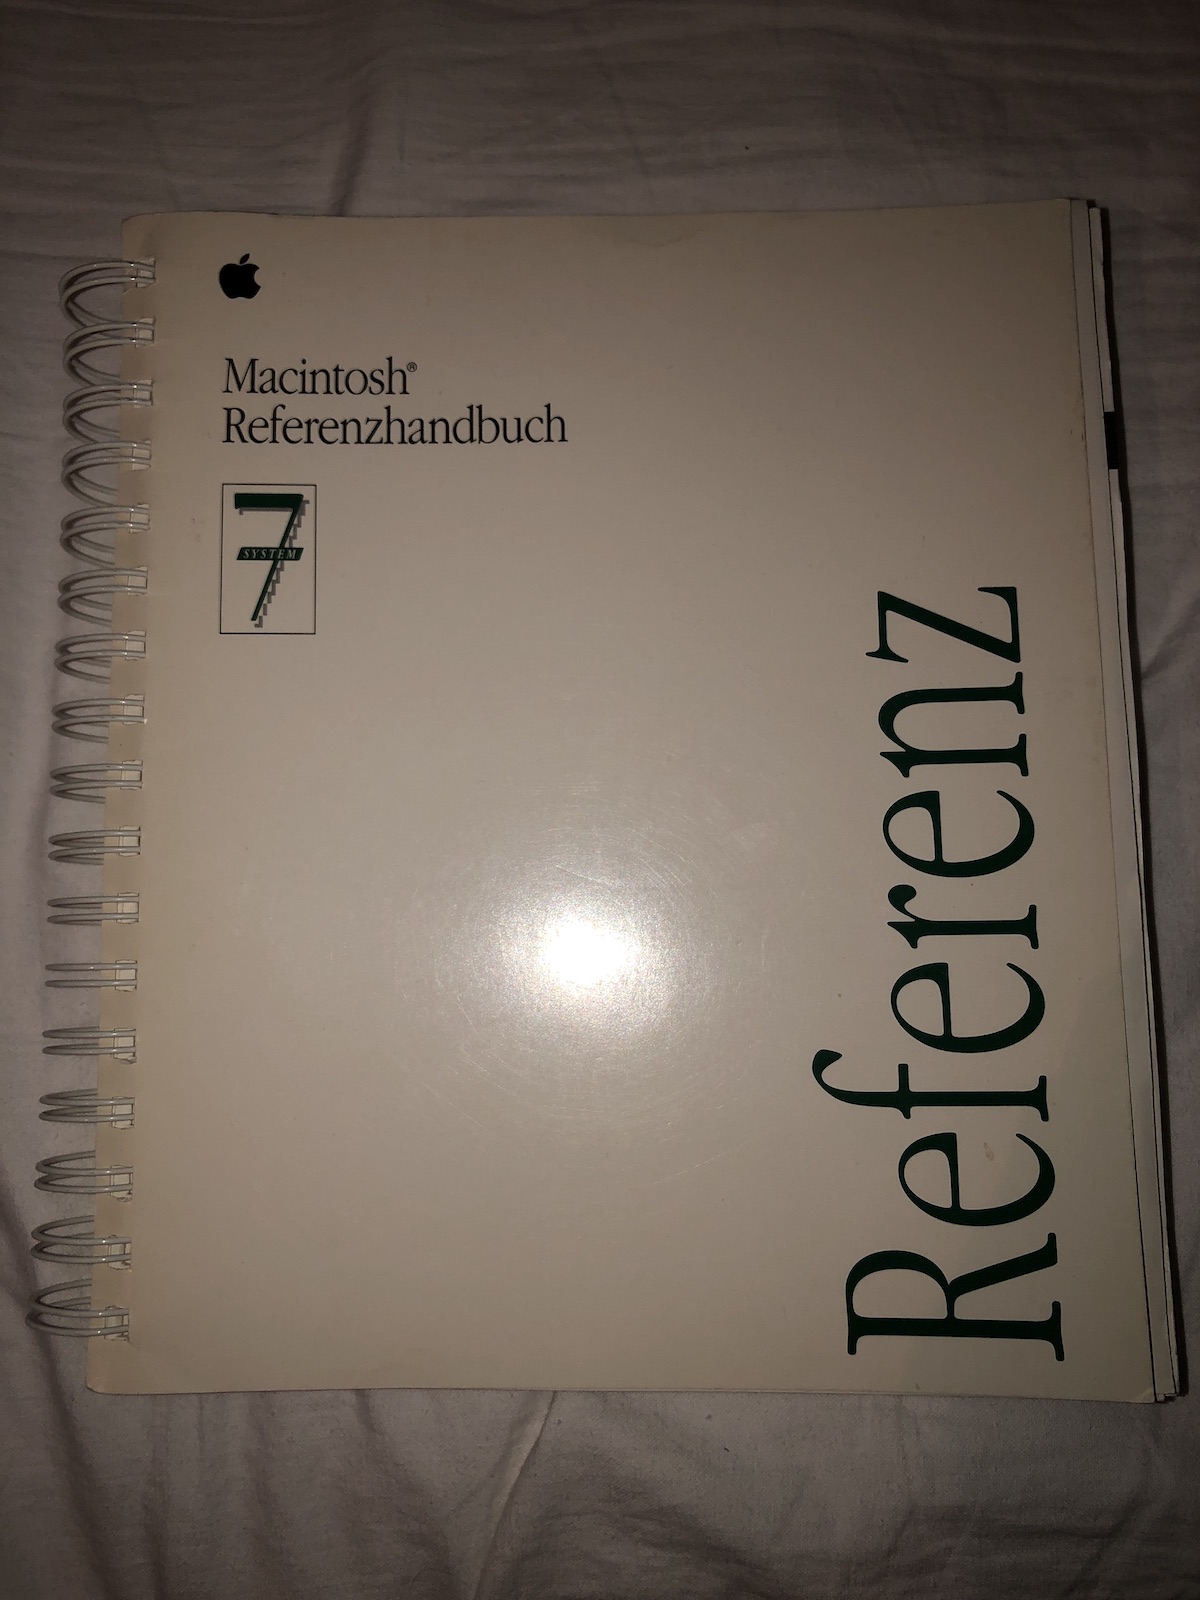 Macintosh®
Referenzhandbuch
7
SYSTEM
Referenz